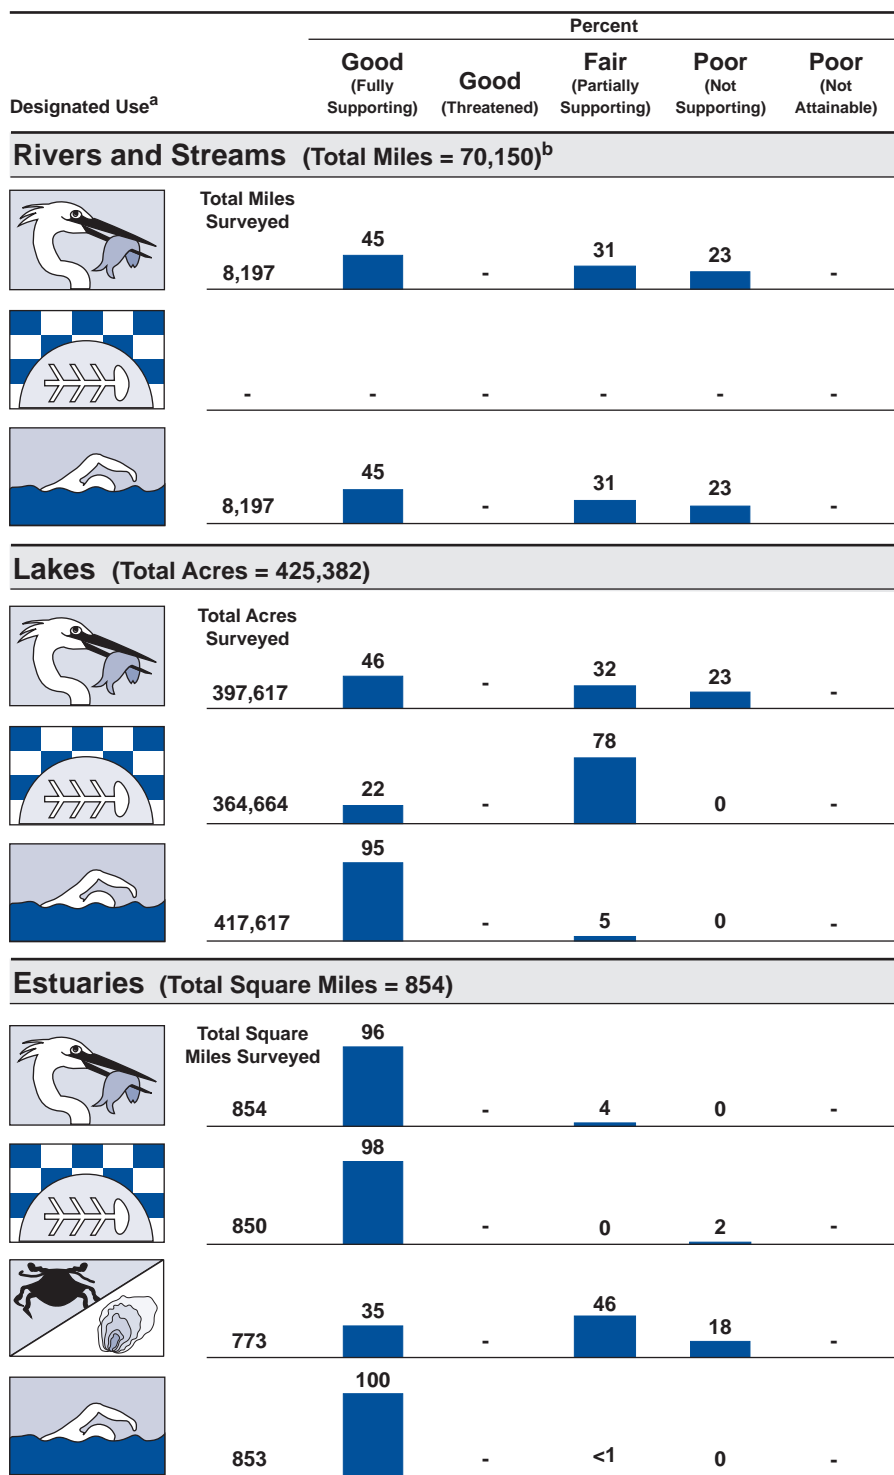 Percent
Good Good Fair Poor Poor
(Fully (Threatened) (Partially (Not (Not
Designated Useᵃ Supporting) Supporting) Supporting) Attainable)
Rivers and Streams (Total Miles = 70,150)ᵇ
Total Miles
Surveyed
45 31 23
8,197 - -
- - - - - -
45 31 23
8,197 - -
Lakes (Total Acres = 425,382)
Total Acres
Surveyed
46 32 23
397,617 - -
22 78
364,664 - 0 -
95
417,617 - 5 0 -
Estuaries (Total Square Miles = 854)
Total Square
Miles Surveyed
96
854 - 4 0 -
98
850 - 0 2 -
35 46 18
773 - -
100
853 - <1 0 -